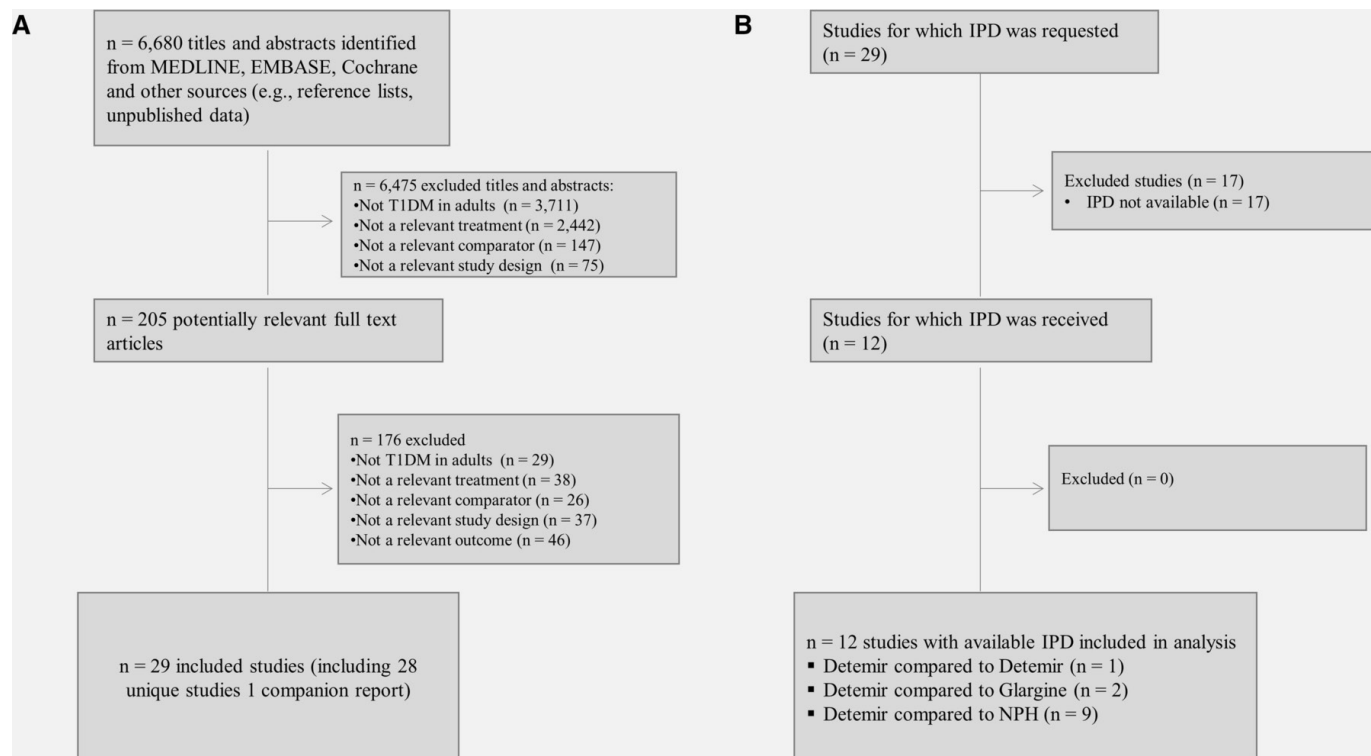 A
n = 6,680 titles and abstracts identified
from MEDLINE, EMBASE, Cochrane
and other sources (e.g., reference lists,
unpublished data)
n = 6,475 excluded titles and abstracts:
•Not T1DM in adults (n = 3,711)
•Not a relevant treatment (n = 2,442)
•Not a relevant comparator (n = 147)
•Not a relevant study design (n = 75)
n = 205 potentially relevant full text
articles
n = 176 excluded
•Not T1DM in adults (n = 29)
•Not a relevant treatment (n = 38)
•Not a relevant comparator (n = 26)
•Not a relevant study design (n = 37)
•Not a relevant outcome (n = 46)
n = 29 included studies (including 28
unique studies 1 companion report)
B
Studies for which IPD was requested
(n = 29)
Excluded studies (n = 17)
• IPD not available (n = 17)
Studies for which IPD was received
(n = 12)
Excluded (n = 0)
n = 12 studies with available IPD included in analysis
▪ Detemir compared to Detemir (n = 1)
▪ Detemir compared to Glargine (n = 2)
▪ Detemir compared to NPH (n = 9)